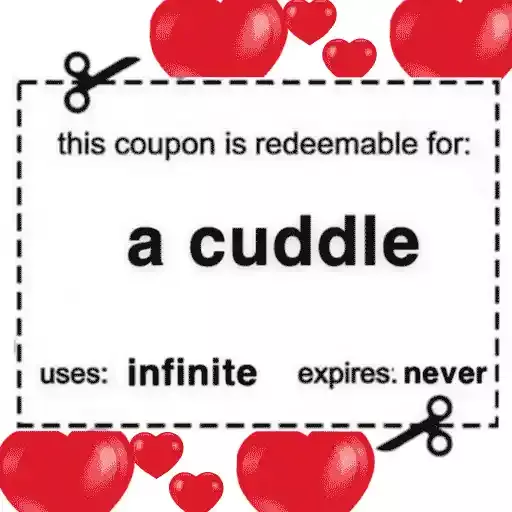 this coupon is redeemable for:
a cuddle
uses: infinite expires: never